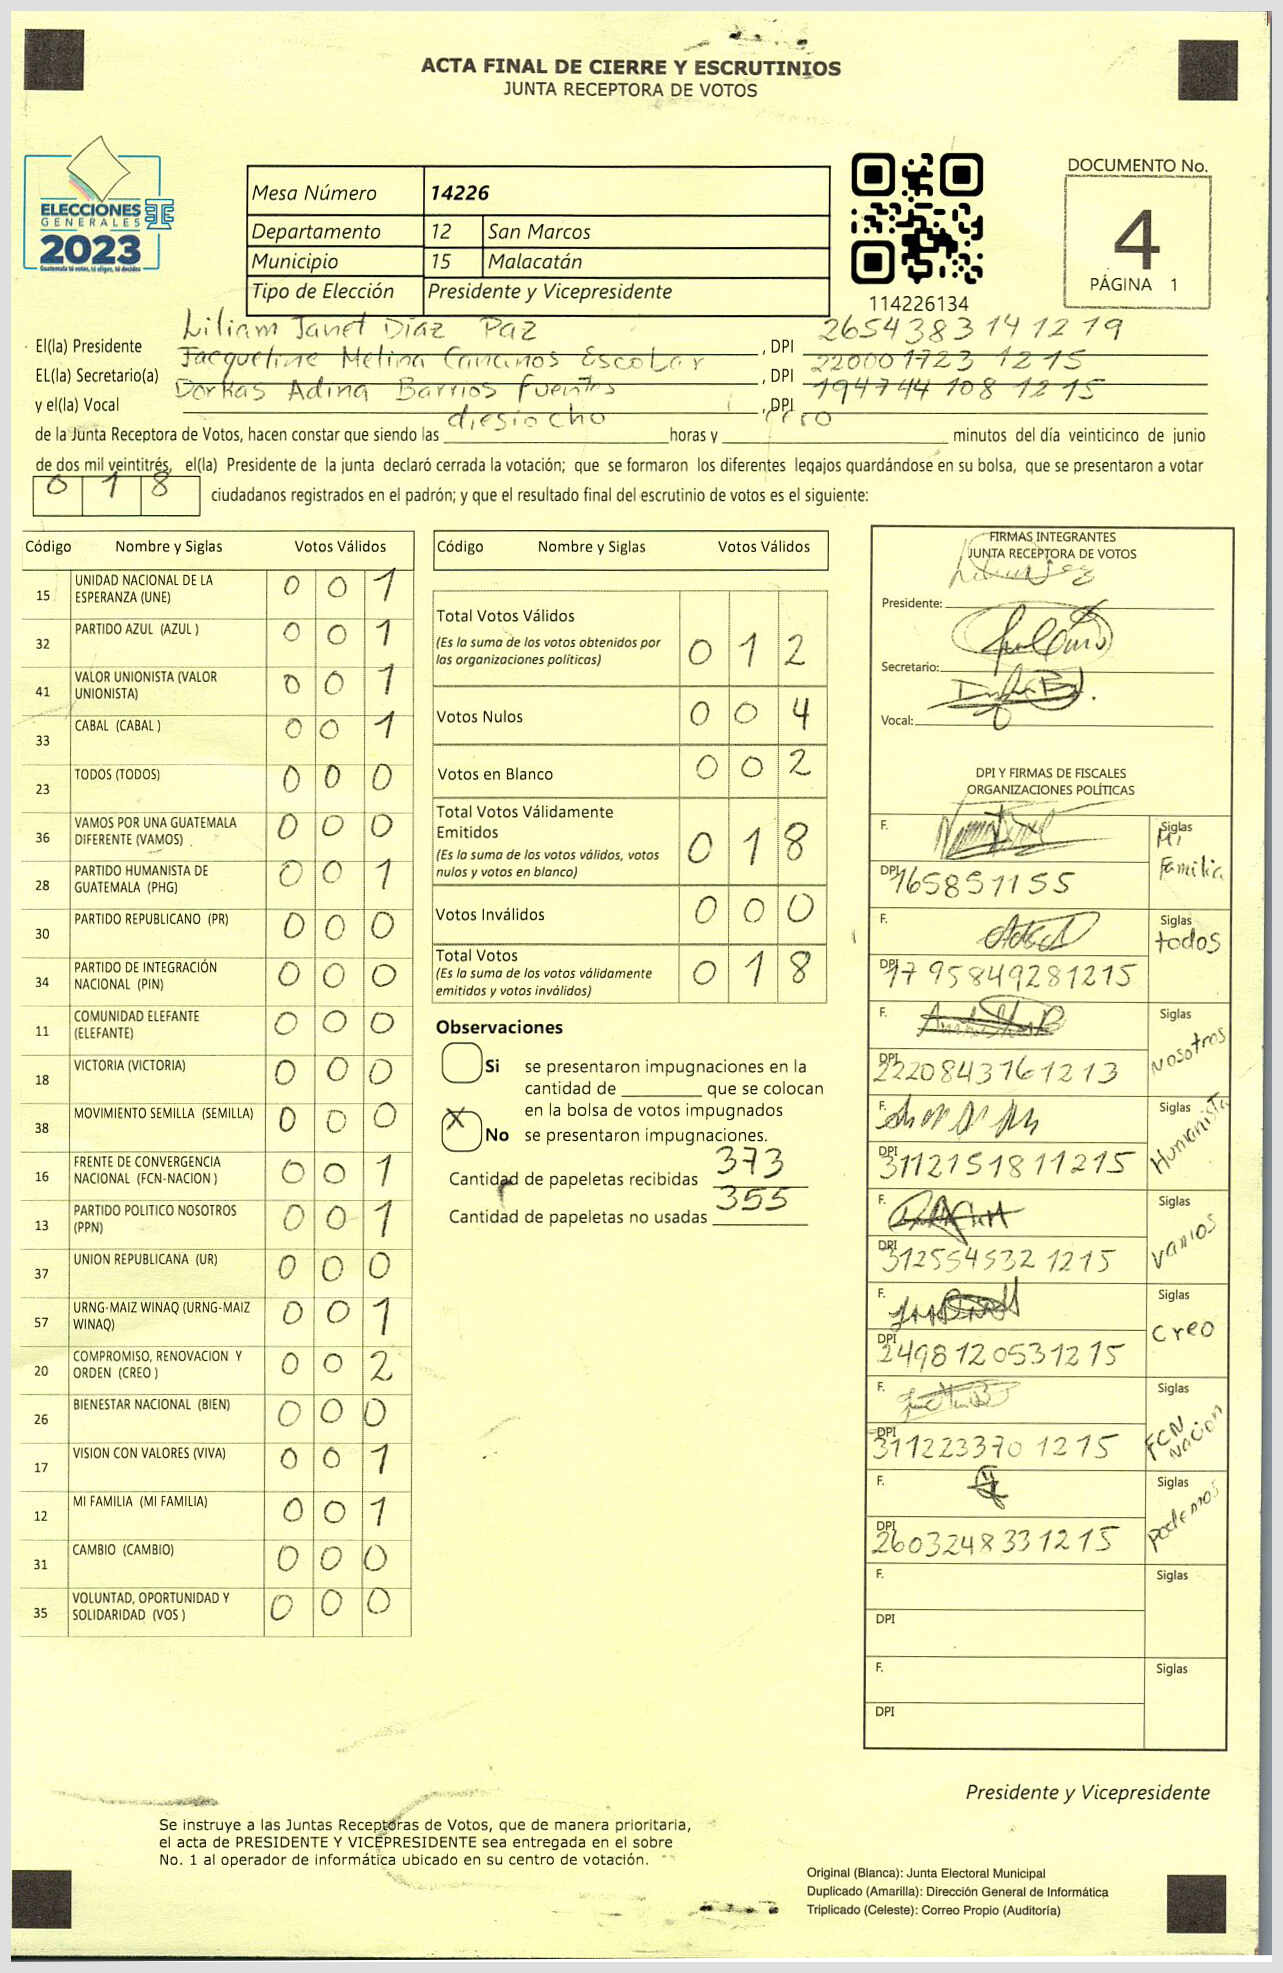 ACTA FINAL DE CIERRE Y ESCRUTINIOS
JUNTA RECEPTORA DE VOTOS
ELECCIONES
GENERALES
2023
Guatemala tú votas, tú eliges, tú decides
Mesa Número 14226
Departamento 12 San Marcos
Municipio 15 Malacatán
Tipo de Elección Presidente y Vicepresidente
114226134
DOCUMENTO No.
4
PÁGINA 1
El(la) Presidente Liliam Janet Díaz Paz , DPI 2654383141219
EL(la) Secretario(a) Jacqueline Melina Escobar , DPI 220001723 1215
y el(la) Vocal Dorkas Adina Barrios Fuentes , DPI 194744108 1215
de la Junta Receptora de Votos, hacen constar que siendo las diesiocho horas y minutos del día veinticinco de junio
de dos mil veintitrés, el(la) Presidente de la junta declaró cerrada la votación; que se formaron los diferentes legajos guardándose en su bolsa, que se presentaron a votar
018 ciudadanos registrados en el padrón; y que el resultado final del escrutinio de votos es el siguiente:
Código Nombre y Siglas Votos Válidos
15 UNIDAD NACIONAL DE LA ESPERANZA (UNE) 0 0 1
32 PARTIDO AZUL (AZUL ) 0 0 1
41 VALOR UNIONISTA (VALOR UNIONISTA) 0 0 1
33 CABAL (CABAL ) 0 0 1
23 TODOS (TODOS) 0 0 0
36 VAMOS POR UNA GUATEMALA DIFERENTE (VAMOS) 0 0 0
28 PARTIDO HUMANISTA DE GUATEMALA (PHG) 0 0 1
30 PARTIDO REPUBLICANO (PR) 0 0 0
34 PARTIDO DE INTEGRACIÓN NACIONAL (PIN) 0 0 0
11 COMUNIDAD ELEFANTE (ELEFANTE) 0 0 0
18 VICTORIA (VICTORIA) 0 0 0
38 MOVIMIENTO SEMILLA (SEMILLA) 0 0 0
16 FRENTE DE CONVERGENCIA NACIONAL (FCN-NACION ) 0 0 1
13 PARTIDO POLITICO NOSOTROS (PPN) 0 0 1
37 UNION REPUBLICANA (UR) 0 0 0
57 URNG-MAIZ WINAQ (URNG-MAIZ WINAQ) 0 0 1
20 COMPROMISO, RENOVACION Y ORDEN (CREO ) 0 0 2
26 BIENESTAR NACIONAL (BIEN) 0 0 0
17 VISION CON VALORES (VIVA) 0 0 1
12 MI FAMILIA (MI FAMILIA) 0 0 1
31 CAMBIO (CAMBIO) 0 0 0
35 VOLUNTAD, OPORTUNIDAD Y SOLIDARIDAD (VOS ) 0 0 0
Código Nombre y Siglas Votos Válidos
Total Votos Válidos
(Es la suma de los votos obtenidos por
las organizaciones políticas) 0 1 2
Votos Nulos 0 0 4
Votos en Blanco 0 0 2
Total Votos Válidamente
Emitidos
(Es la suma de los votos válidos, votos
nulos y votos en blanco) 0 1 8
Votos Inválidos 0 0 0
Total Votos
(Es la suma de los votos válidamente
emitidos y votos inválidos) 0 1 8
Observaciones
Si se presentaron impugnaciones en la
cantidad de que se colocan
en la bolsa de votos impugnados
X No se presentaron impugnaciones.
Cantidad de papeletas recibidas 373
Cantidad de papeletas no usadas 355
FIRMAS INTEGRANTES
JUNTA RECEPTORA DE VOTOS
Presidente:
Secretario:
Vocal:
DPI Y FIRMAS DE FISCALES
ORGANIZACIONES POLÍTICAS
F. Siglas Mi Familia
DPI 165851155
F. Siglas todos
DPI 1795849281215
F. Siglas Nosotros
DPI 2220843161213
F. Siglas Humanista
DPI 3112151811215
F. Siglas Vamos
DPI 312554532 1215
F. Siglas Creo
DPI 2498120531215
F. Siglas FCN Nacion
DPI 311223370 1215
F. Siglas Podemos
DPI 2603248331215
F. Siglas
DPI
F. Siglas
DPI
Presidente y Vicepresidente
Se instruye a las Juntas Receptoras de Votos, que de manera prioritaria,
el acta de PRESIDENTE Y VICEPRESIDENTE sea entregada en el sobre
No. 1 al operador de informática ubicado en su centro de votación.
Original (Blanca): Junta Electoral Municipal
Duplicado (Amarilla): Dirección General de Informática
Triplicado (Celeste): Correo Propio (Auditoría)